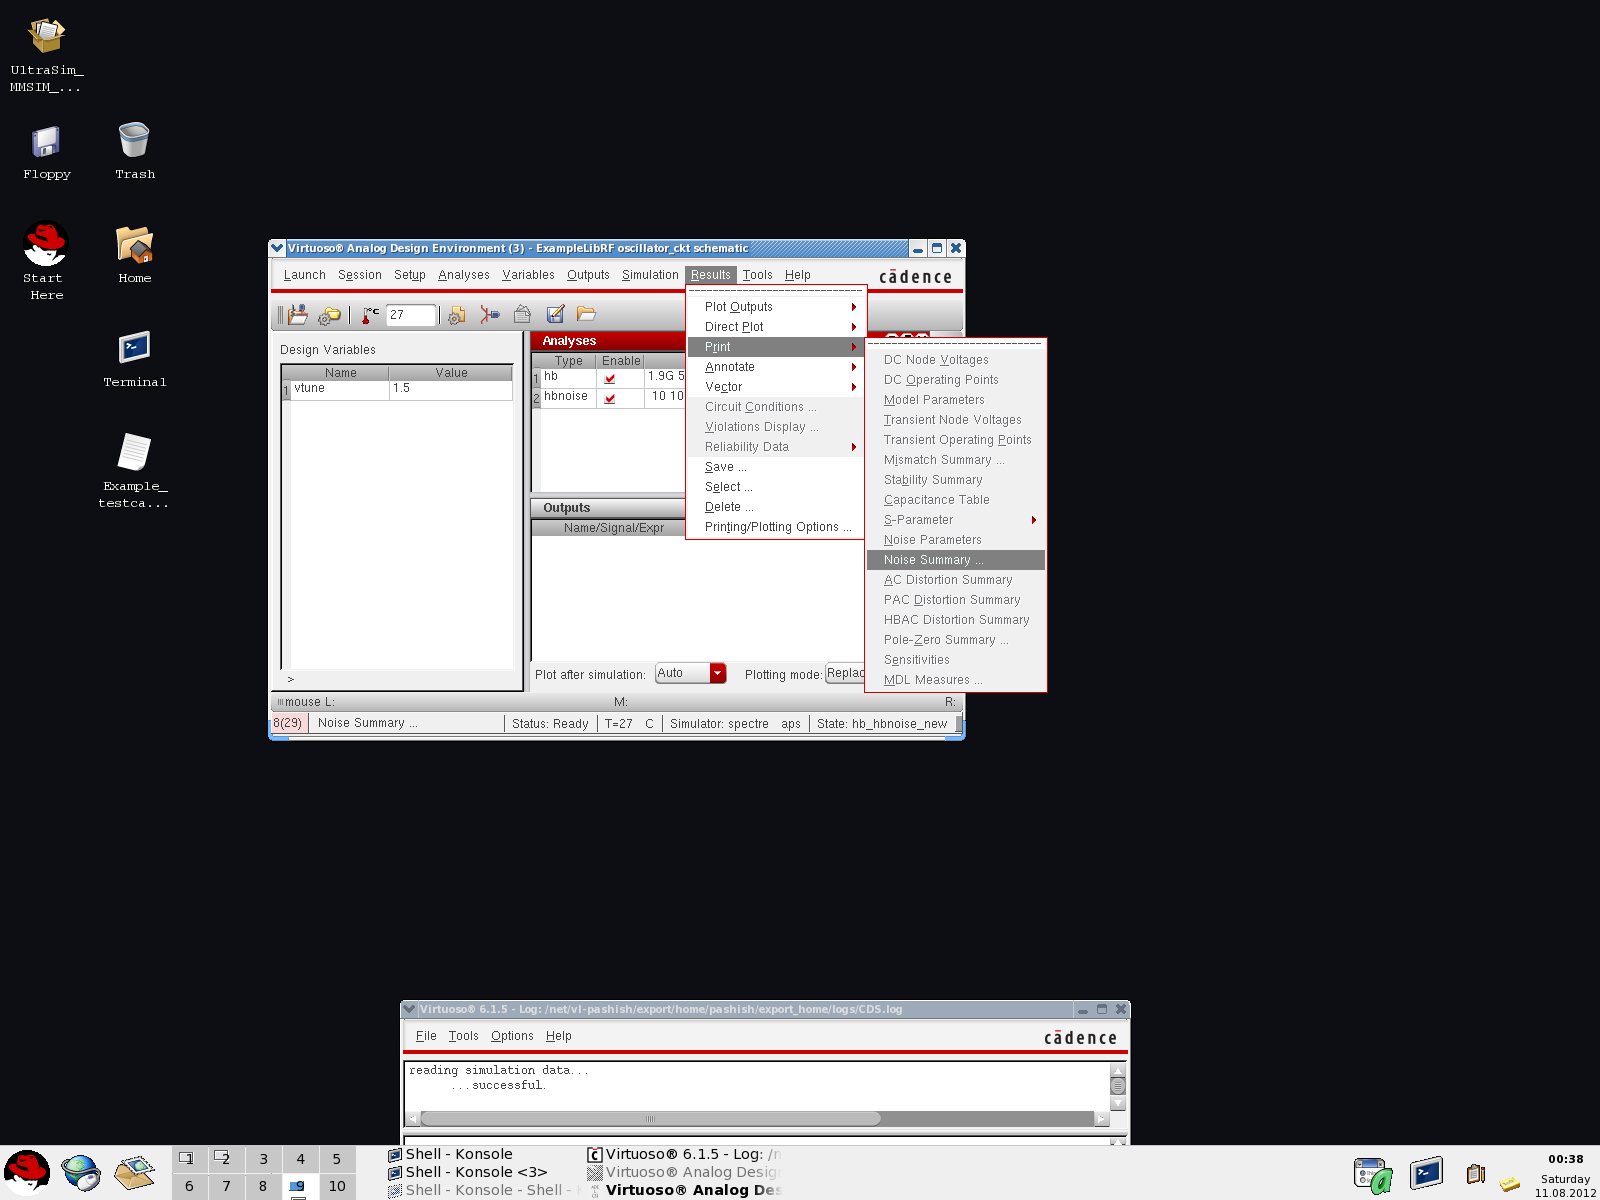 UltraSim_
MMSIM_...
Floppy
Trash
Start
Here
Home
Terminal
Example_
testca...
Virtuoso® Analog Design Environment (3) - ExampleLibRF oscillator_ckt schematic
Launch Session Setup Analyses Variables Outputs Simulation Results Tools Help
cādence
°C
27
Design Variables
Name Value
1 vtune 1.5
>
Analyses
Type Enable
1 hb 1.9G 5
2 hbnoise 10 10
Outputs
Name/Signal/Expr
Plot after simulation: Auto Plotting mode: Replac
Plot Outputs
Direct Plot
Print
Annotate
Vector
Circuit Conditions ...
Violations Display ...
Reliability Data
Save ...
Select ...
Delete ...
Printing/Plotting Options ...
DC Node Voltages
DC Operating Points
Model Parameters
Transient Node Voltages
Transient Operating Points
Mismatch Summary ...
Stability Summary
Capacitance Table
S-Parameter
Noise Parameters
Noise Summary ...
AC Distortion Summary
PAC Distortion Summary
HBAC Distortion Summary
Pole-Zero Summary ...
Sensitivities
MDL Measures ...
mouse L: M: R:
8(29) Noise Summary ... Status: Ready T=27 C Simulator: spectre aps State: hb_hbnoise_new
Virtuoso® 6.1.5 - Log: /net/vl-pashish/export/home/pashish/export_home/logs/CDS.log
File Tools Options Help
cādence
reading simulation data...
...successful.
1 2 3 4 5
6 7 8 9 10
Shell - Konsole
Shell - Konsole <3>
Shell - Konsole - Shell -
Virtuoso® 6.1.5 - Log: /n
Virtuoso® Analog Desig
Virtuoso® Analog Des
00:38
Saturday
11.08.2012